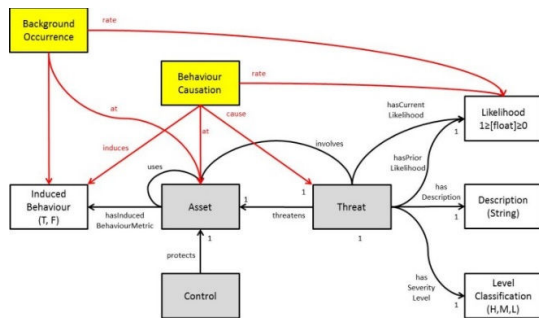 Background
Occurrence
rate
Behaviour
Causation
rate
at
cause
at
induces
hasCurrent
Likelihood
1
Likelihood
1≥[float]≥0
involves
uses
hasPrior
Likelihood
1
Induced
Behaviour
(T, F)
hasInduced
BehaviourMetric
Asset
1
1
threatens
1
Threat
1
has
Description
1
Description
(String)
protects
Control
has
Severity
Level
1
Level
Classification
(H,M,L)